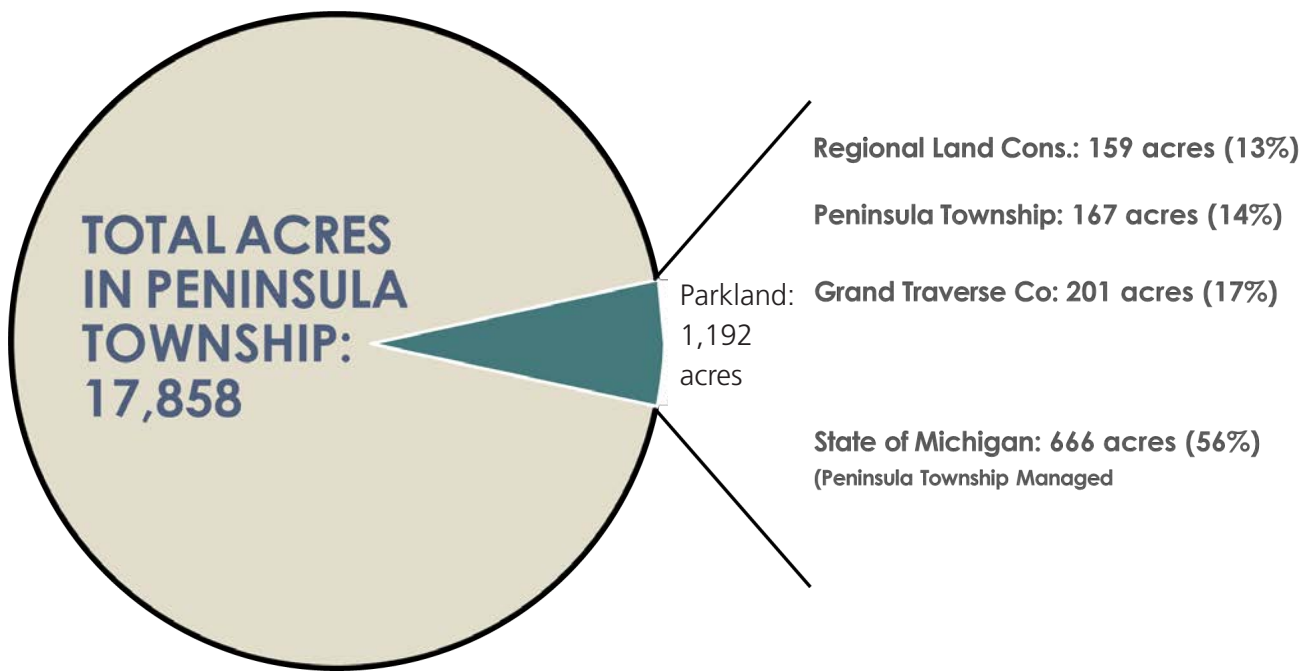 TOTAL ACRES
IN PENINSULA
TOWNSHIP:
17,858
Parkland:
1,192
acres
Regional Land Cons.: 159 acres (13%)
Peninsula Township: 167 acres (14%)
Grand Traverse Co: 201 acres (17%)
State of Michigan: 666 acres (56%)
(Peninsula Township Managed